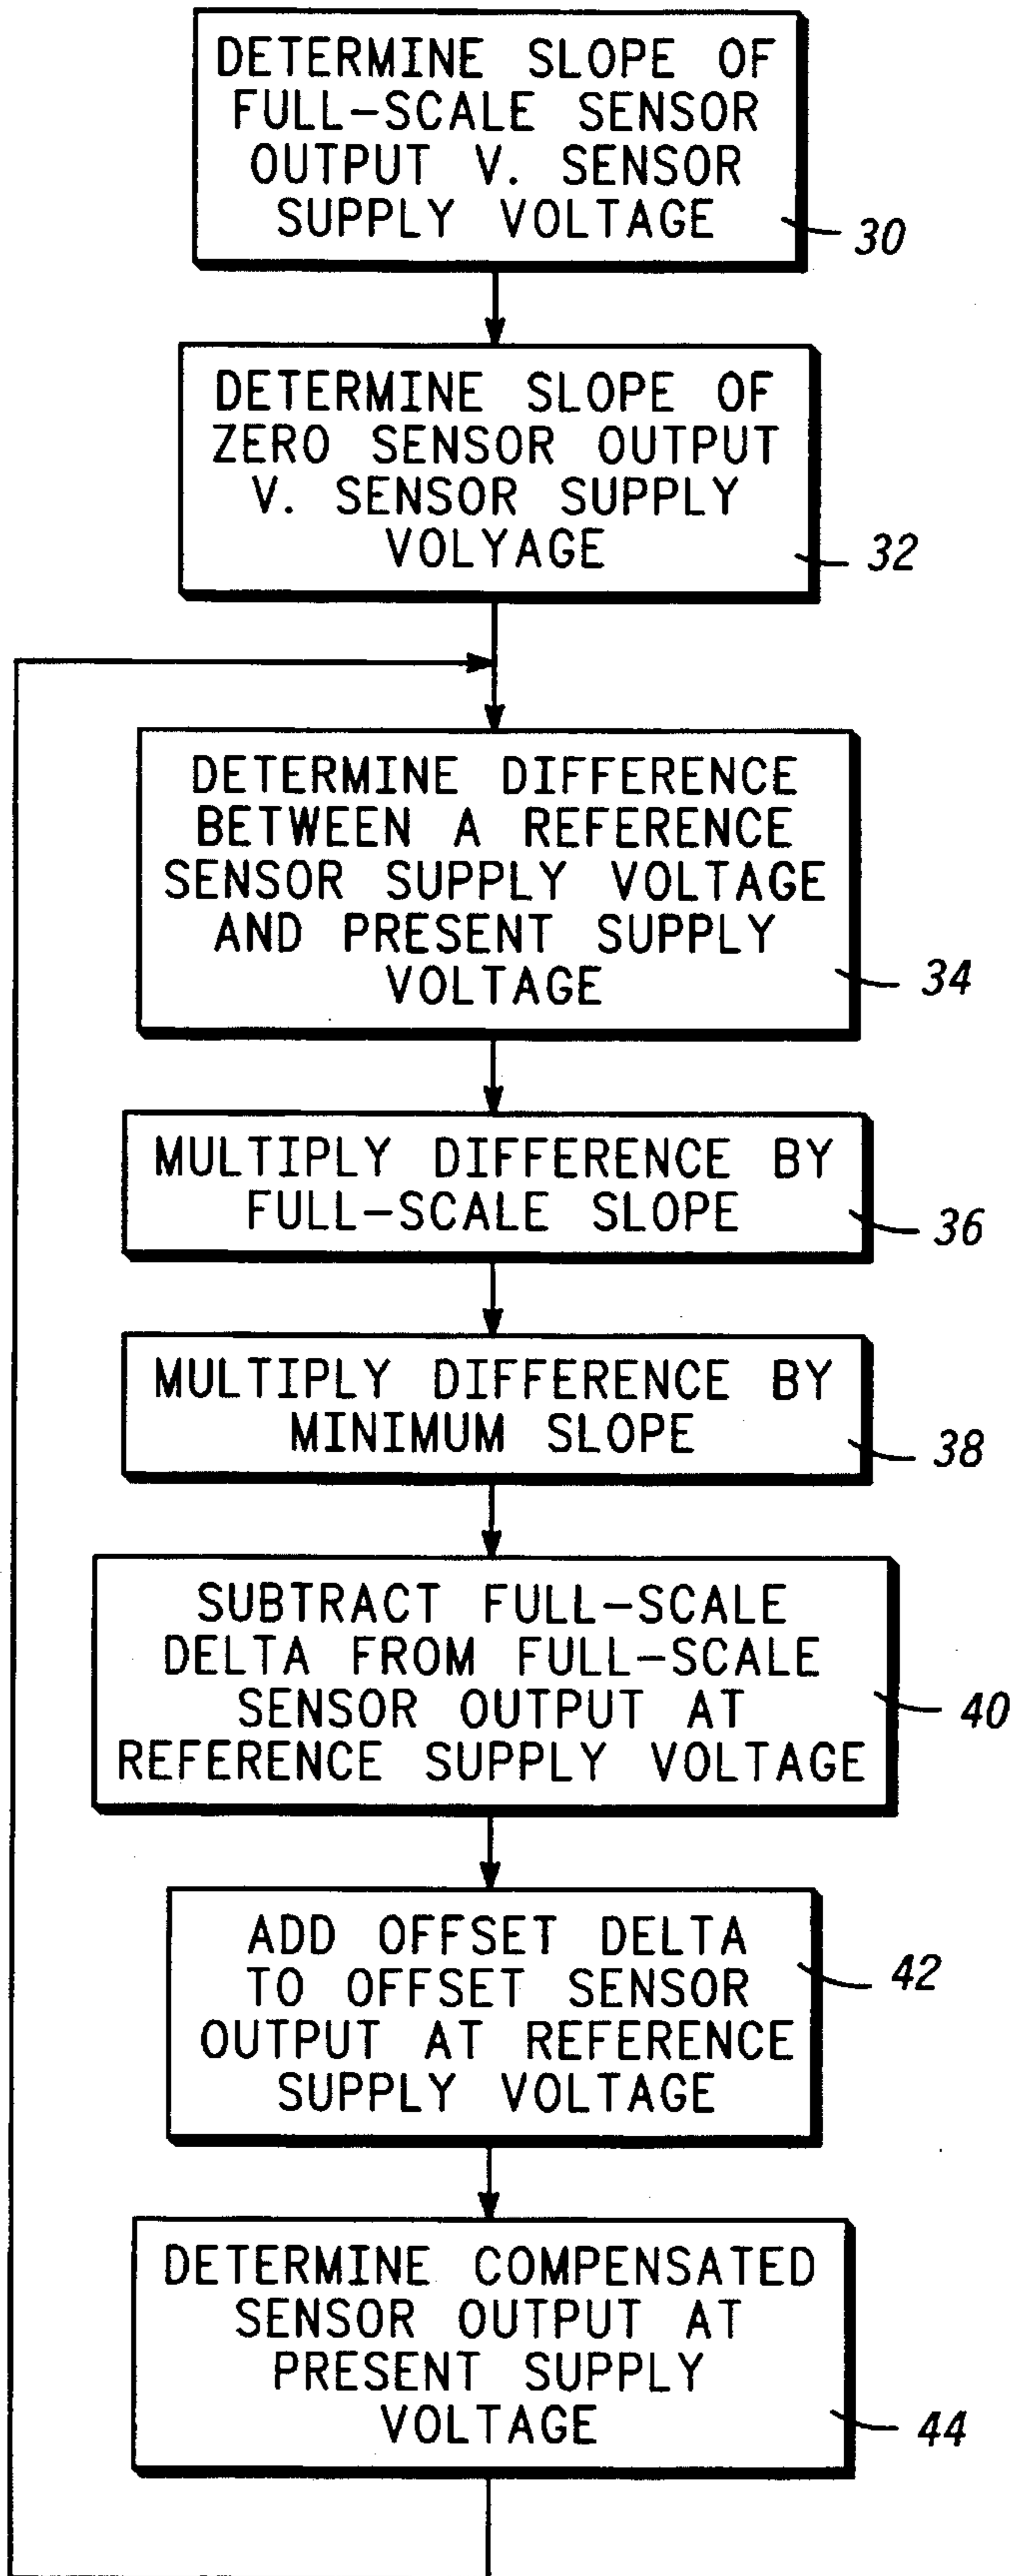 DETERMINE SLOPE OF
FULL-SCALE SENSOR
OUTPUT V. SENSOR
SUPPLY VOLTAGE
30
DETERMINE SLOPE OF
ZERO SENSOR OUTPUT
V. SENSOR SUPPLY
VOLYAGE
32
DETERMINE DIFFERENCE
BETWEEN A REFERENCE
SENSOR SUPPLY VOLTAGE
AND PRESENT SUPPLY
VOLTAGE
34
MULTIPLY DIFFERENCE BY
FULL-SCALE SLOPE
36
MULTIPLY DIFFERENCE BY
MINIMUM SLOPE
38
SUBTRACT FULL-SCALE
DELTA FROM FULL-SCALE
SENSOR OUTPUT AT
REFERENCE SUPPLY VOLTAGE
40
ADD OFFSET DELTA
TO OFFSET SENSOR
OUTPUT AT REFERENCE
SUPPLY VOLTAGE
42
DETERMINE COMPENSATED
SENSOR OUTPUT AT
PRESENT SUPPLY
VOLTAGE
44